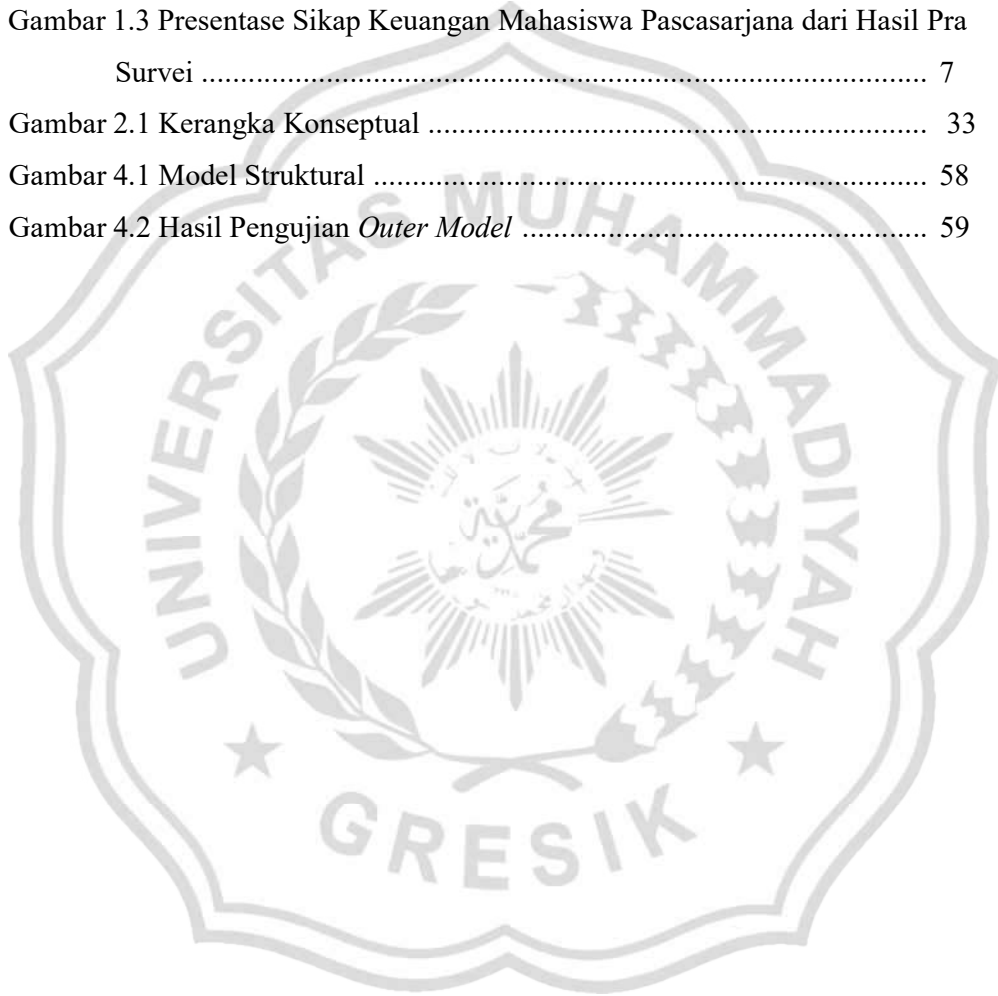 Gambar 1.3 Presentase Sikap Keuangan Mahasiswa Pascasarjana dari Hasil Pra
Survei ............................................................................................. 7
Gambar 2.1 Kerangka Konseptual ................................................................ 33
Gambar 4.1 Model Struktural ....................................................................... 58
Gambar 4.2 Hasil Pengujian Outer Model .................................................... 59
UNIVERSITAS MUHAMMADIYAH
GRESIK